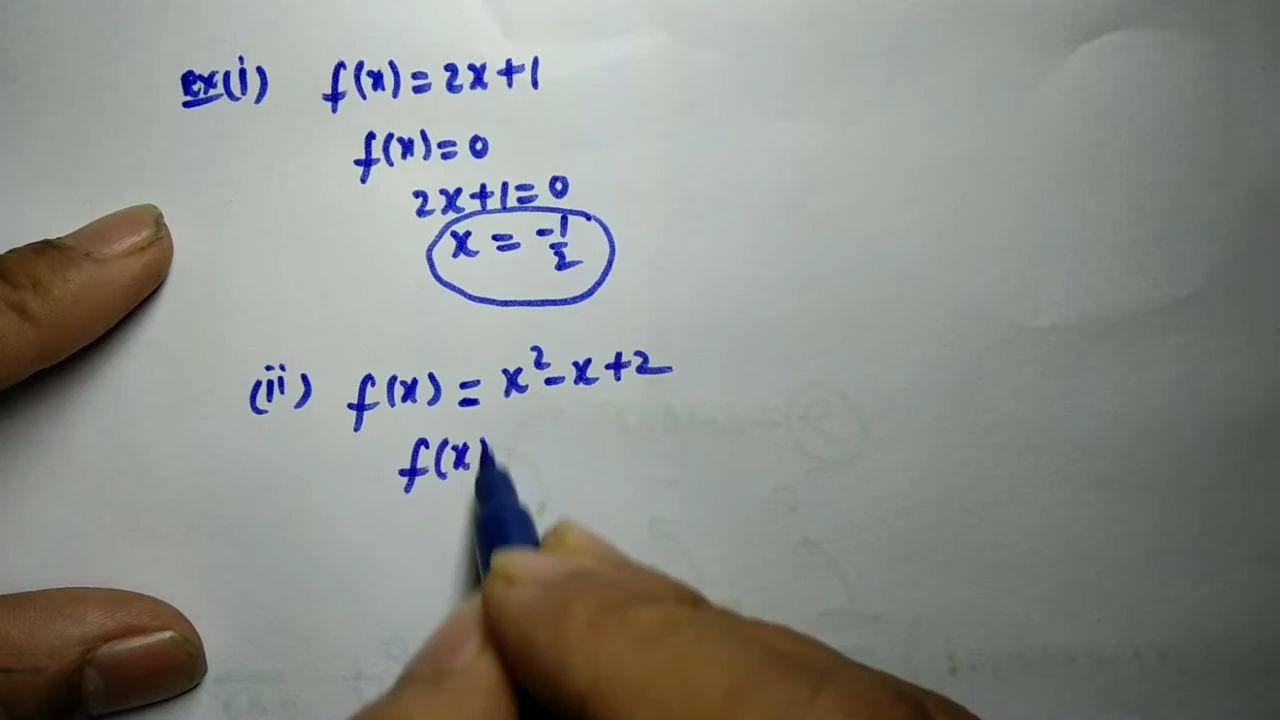 ex(i) f(x) = 2x+1
f(x) = 0
2x+1=0
x = -1/2
(ii) f(x) = x²-x+2
f(x)